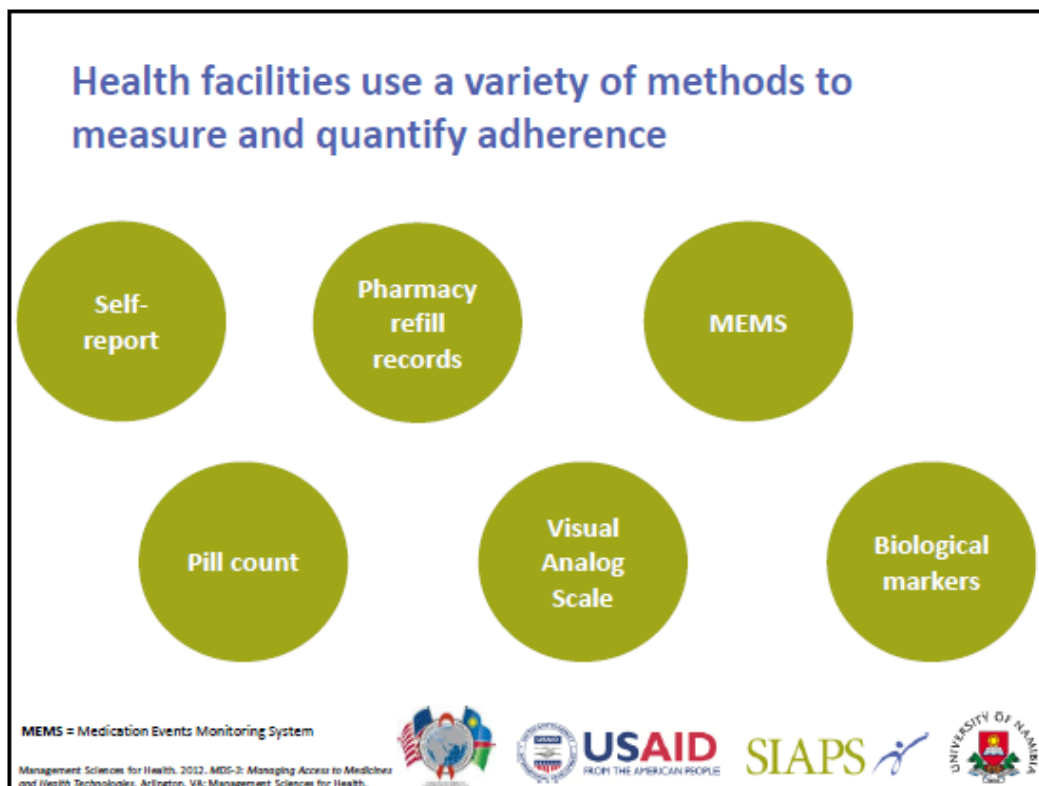 Health facilities use a variety of methods to
measure and quantify adherence
Self-
report
Pharmacy
refill
records
MEMS
Pill count
Visual
Analog
Scale
Biological
markers
MEMS = Medication Events Monitoring System
Management Sciences for Health. 2012. MDS-3: Managing Access to Medicines
and Health Technologies. Arlington, VA: Management Sciences for Health.
USAID
USAID
FROM THE AMERICAN PEOPLE
SIAPS
UNIVERSITY OF NAMIBIA